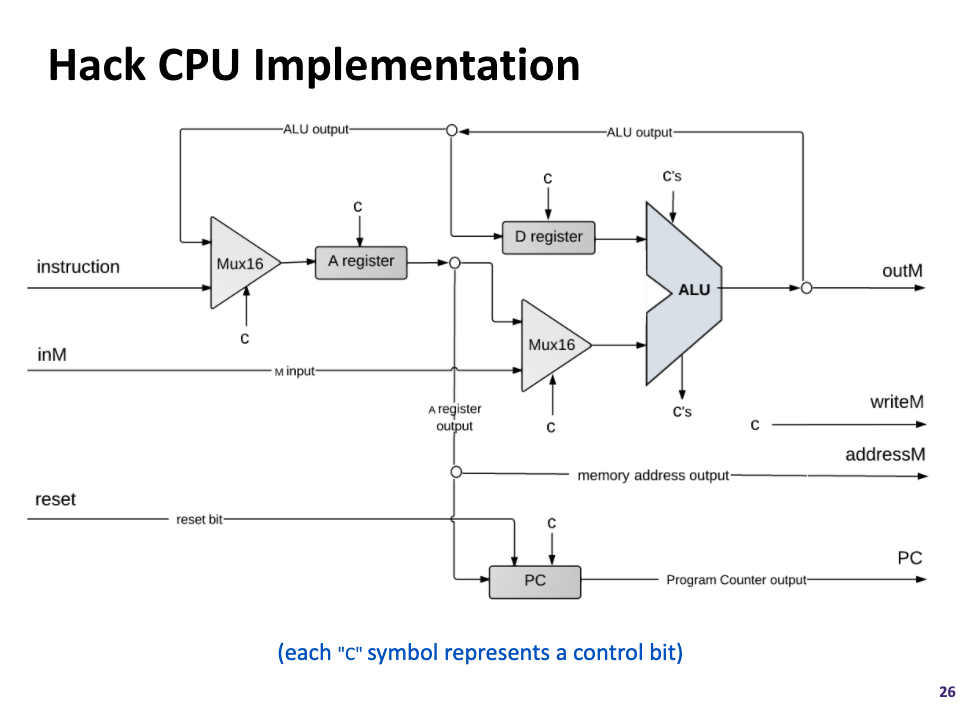 Hack CPU Implementation
ALU output
ALU output
c
c's
c
D register
instruction
Mux16
A register
ALU
outM
c
Mux16
inM
M input
A register
output
c
c's
c
writeM
addressM
memory address output
reset
reset bit
c
PC
PC
Program Counter output
(each "C" symbol represents a control bit)
26